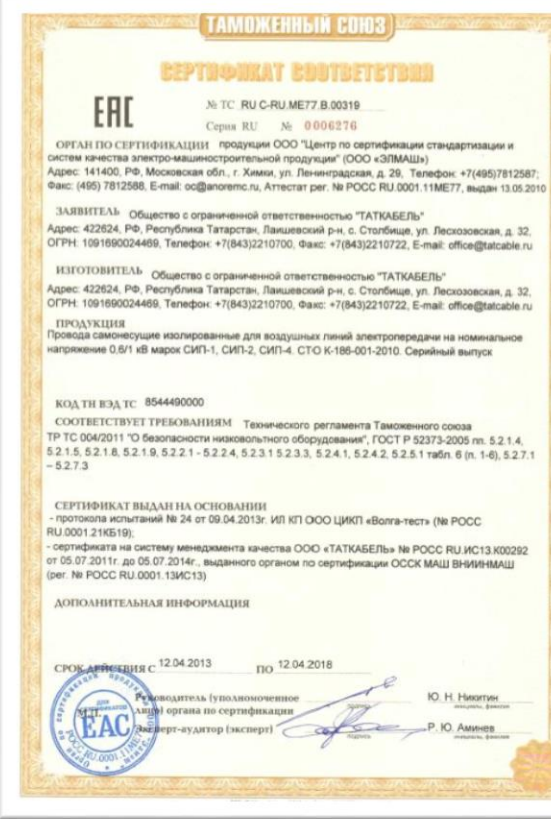 ТАМОЖЕННЫЙ СОЮЗ
СЕРТИФИКАТ СООТВЕТСТВИЯ
ЕАС
№ ТС RU C-RU.ME77.B.00319
Серия RU № 0006276
ОРГАН ПО СЕРТИФИКАЦИИ продукции ООО "Центр по сертификации стандартизации и
систем качества электро-машиностроительной продукции" (ООО «ЭЛМАШ»)
Адрес: 141400, РФ, Московская обл., г. Химки, ул. Ленинградская, д. 29, Телефон: +7(495)7812587;
Факс: (495) 7812588, E-mail: oc@anoremc.ru, Аттестат рег. № РОСС RU.0001.11МЕ77, выдан 13.05.2010
ЗАЯВИТЕЛЬ Общество с ограниченной ответственностью "ТАТКАБЕЛЬ"
Адрес: 422624, РФ, Республика Татарстан, Лаишевский р-н, с. Столбище, ул. Лесхозовская, д. 32,
ОГРН: 1091690024469, Телефон: +7(843)2210700, Факс: +7(843)2210722, E-mail: office@tatcable.ru
ИЗГОТОВИТЕЛЬ Общество с ограниченной ответственностью "ТАТКАБЕЛЬ"
Адрес: 422624, РФ, Республика Татарстан, Лаишевский р-н, с. Столбище, ул. Лесхозовская, д. 32,
ОГРН: 1091690024469, Телефон: +7(843)2210700, Факс: +7(843)2210722, E-mail: office@tatcable.ru
ПРОДУКЦИЯ
Провода самонесущие изолированные для воздушных линий электропередачи на номинальное
напряжение 0,6/1 кВ марок СИП-1, СИП-2, СИП-4. СТО К-186-001-2010. Серийный выпуск
КОД ТН ВЭД ТС 8544490000
СООТВЕТСТВУЕТ ТРЕБОВАНИЯМ Технического регламента Таможенного союза
ТР ТС 004/2011 "О безопасности низковольтного оборудования", ГОСТ Р 52373-2005 пп. 5.2.1.4,
5.2.1.5, 5.2.1.8, 5.2.1.9, 5.2.2.1 - 5.2.2.4, 5.2.3.1 5.2.3.3, 5.2.4.1, 5.2.4.2, 5.2.5.1 табл. 6 (п. 1-6), 5.2.7.1
– 5.2.7.3
СЕРТИФИКАТ ВЫДАН НА ОСНОВАНИИ
- протокола испытаний № 24 от 09.04.2013г. ИЛ КП ООО ЦИКП «Волга-тест» (№ РОСС
RU.0001.21КБ19);
- сертификата на систему менеджмента качества ООО «ТАТКАБЕЛЬ» № РОСС RU.ИС13.К00292
от 05.07.2011г. до 05.07.2014г., выданного органом по сертификации ОССК МАШ ВНИИНМАШ
(рег. № РОСС RU.0001.13ИС13)
ДОПОЛНИТЕЛЬНАЯ ИНФОРМАЦИЯ
СРОК ДЕЙСТВИЯ С 12.04.2013 ПО 12.04.2018
М.П.
Руководитель (уполномоченное
лицо) органа по сертификации
подпись
Ю. Н. Никитин
инициалы, фамилия
Эксперт-аудитор (эксперт)
подпись
Р. Ю. Аминев
инициалы, фамилия
для сертификатов
ЕАС